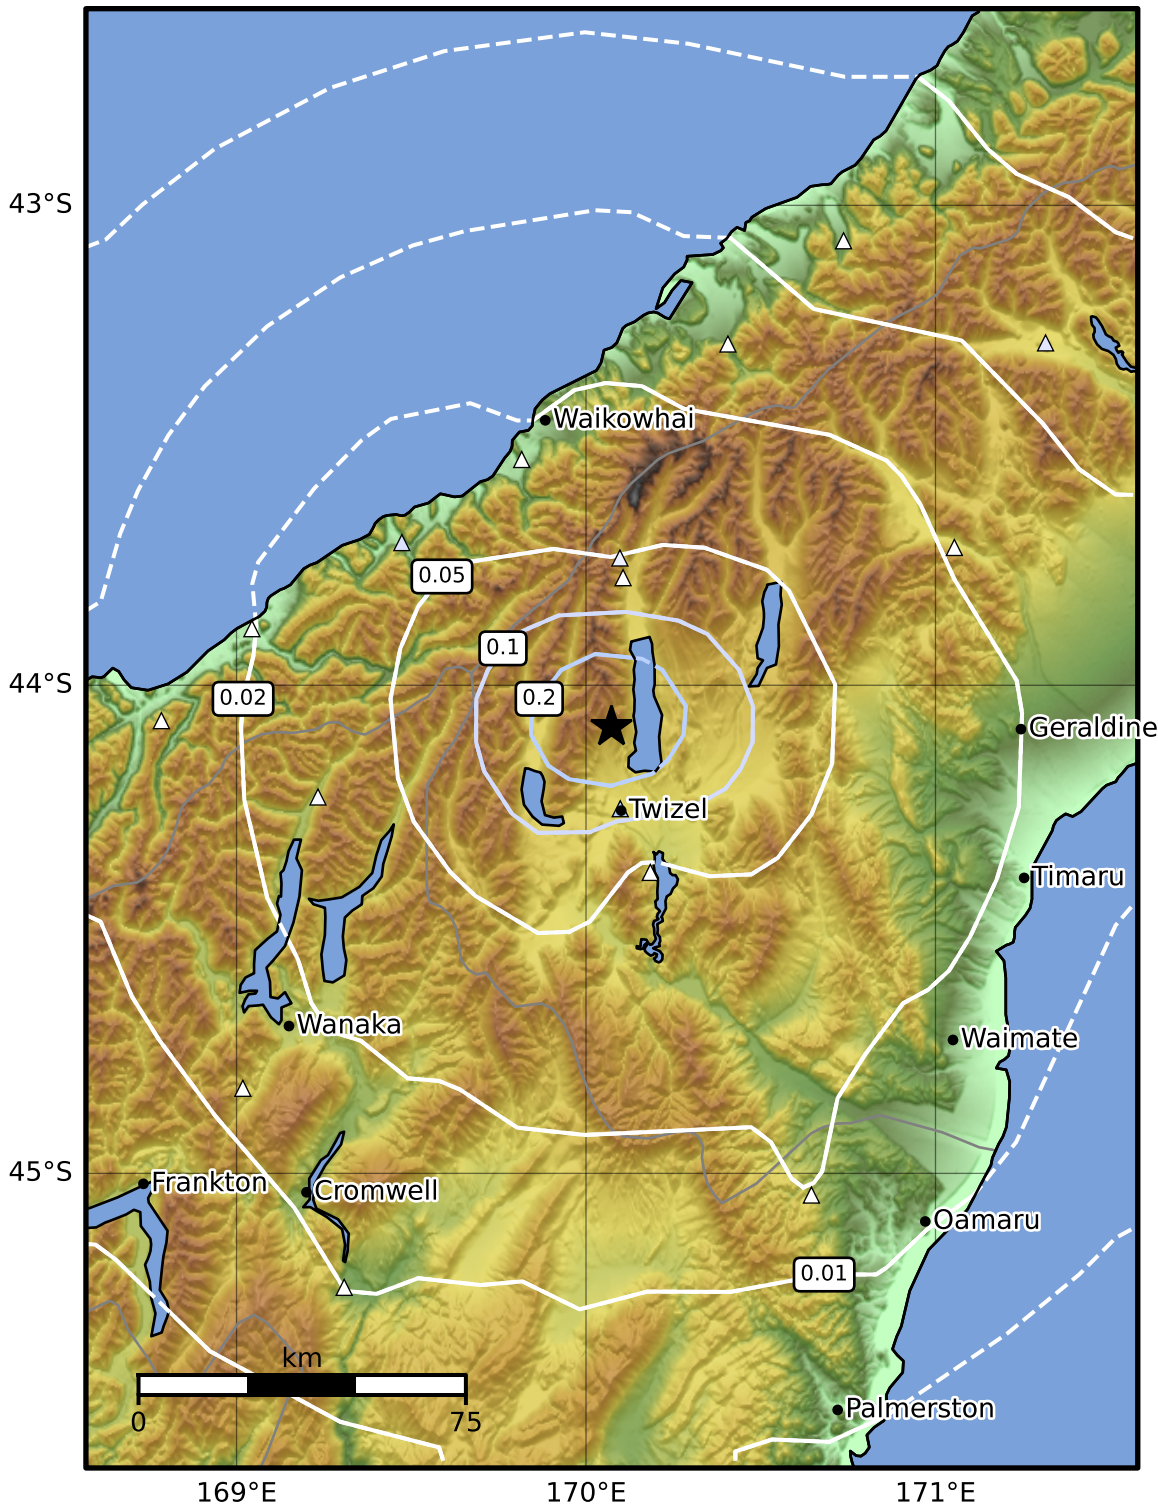 43°S
Waikowhai
0.05
0.1
44°S
0.02
0.2
Geraldine
Twizel
Timaru
Wanaka
Waimate
45°S
Frankton
Cromwell
Oamaru
0.01
km
0
75
Palmerston
169°E
170°E
171°E